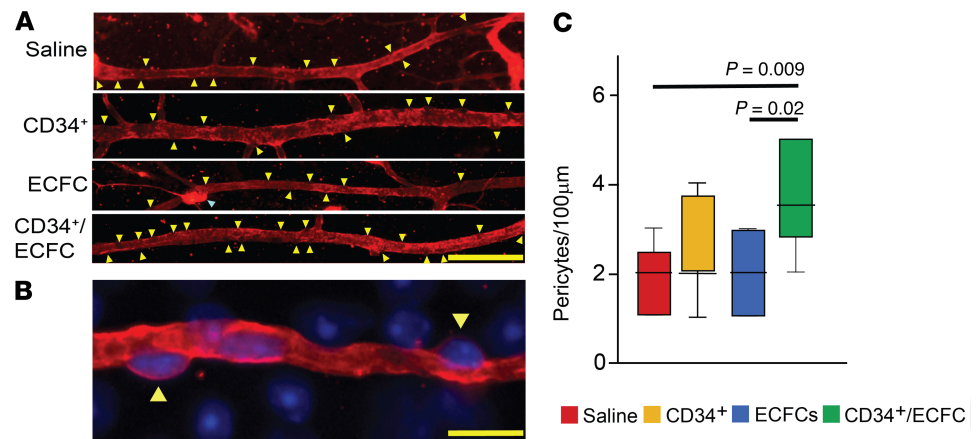 A
Saline
CD34+
ECFC
CD34+/
ECFC
B
C
Pericytes/100μm
6
4
2
0
P = 0.009
P = 0.02
Saline CD34+ ECFCs CD34+/ECFC